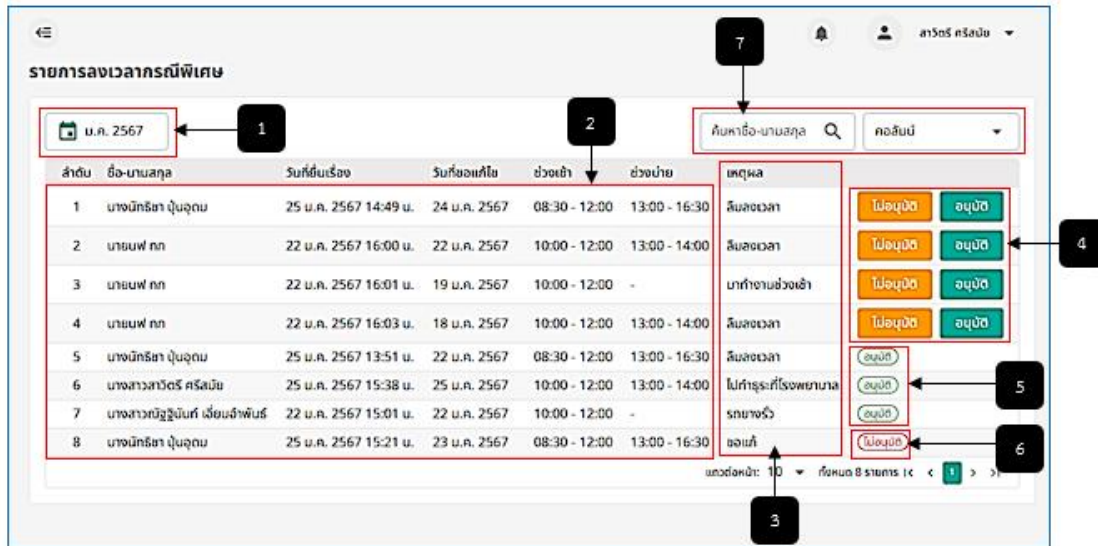 สาวิตรี ศรีสมัย
7
รายการลงเวลากรณีพิเศษ
ม.ค. 2567
1
2
ค้นหาชื่อ-นามสกุล
คอลัมน์
ลำดับ ชื่อ-นามสกุล วันที่ยื่นเรื่อง วันที่ขอแก้ไข ช่วงเช้า ช่วงบ่าย เหตุผล
1 นางนัทธิชา ปุ่นอุดม 25 ม.ค. 2567 14:49 น. 24 ม.ค. 2567 08:30 - 12:00 13:00 - 16:30 ลืมลงเวลา ไม่อนุมัติ อนุมัติ
2 นายนฟ กก 22 ม.ค. 2567 16:00 น. 22 ม.ค. 2567 10:00 - 12:00 13:00 - 14:00 ลืมลงเวลา ไม่อนุมัติ อนุมัติ
4
3 นายนฟ กก 22 ม.ค. 2567 16:01 น. 19 ม.ค. 2567 10:00 - 12:00 - มาทำงานช่วงเช้า ไม่อนุมัติ อนุมัติ
4 นายนฟ กก 22 ม.ค. 2567 16:03 น. 18 ม.ค. 2567 10:00 - 12:00 13:00 - 14:00 ลืมลงเวลา ไม่อนุมัติ อนุมัติ
5 นางนัทธิชา ปุ่นอุดม 25 ม.ค. 2567 13:51 น. 22 ม.ค. 2567 08:30 - 12:00 13:00 - 16:30 ลืมลงเวลา อนุมัติ
6 นางสาวสาวิตรี ศรีสมัย 25 ม.ค. 2567 15:38 น. 25 ม.ค. 2567 10:00 - 12:00 13:00 - 14:00 ไปทำธุระที่โรงพยาบาล อนุมัติ
5
7 นางสาวณัฐฐินันท์ เอี่ยมอำพันธ์ 22 ม.ค. 2567 15:01 น. 22 ม.ค. 2567 10:00 - 12:00 - รถยางรั่ว อนุมัติ
8 นางนัทธิชา ปุ่นอุดม 25 ม.ค. 2567 15:21 น. 23 ม.ค. 2567 08:30 - 12:00 13:00 - 16:30 ขอแก้ ไม่อนุมัติ
6
แถวต่อหน้า: 10 ทั้งหมด 8 รายการ |< < 1 > >|
3